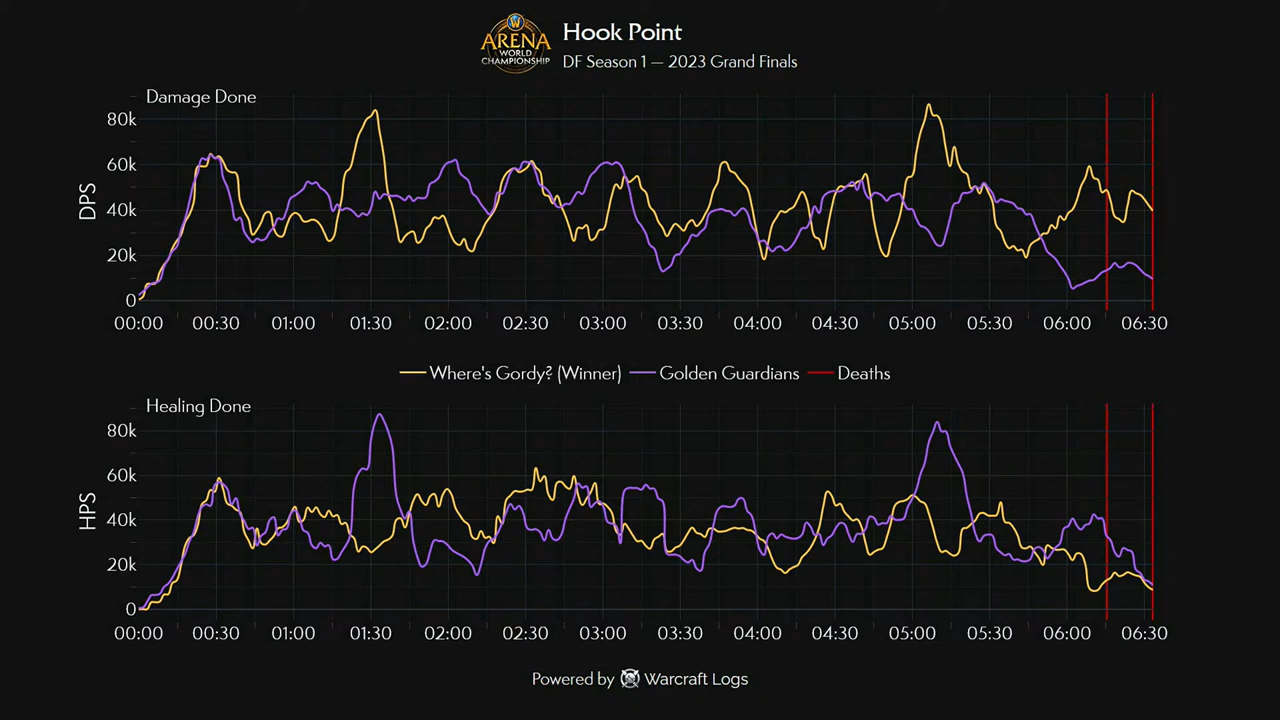 W
ARENA
WORLD
CHAMPIONSHIP
Hook Point
DF Season 1 — 2023 Grand Finals
Damage Done
80k
60k
40k
20k
0
DPS
00:00 00:30 01:00 01:30 02:00 02:30 03:00 03:30 04:00 04:30 05:00 05:30 06:00 06:30
Where's Gordy? (Winner) Golden Guardians Deaths
Healing Done
80k
60k
40k
20k
0
HPS
00:00 00:30 01:00 01:30 02:00 02:30 03:00 03:30 04:00 04:30 05:00 05:30 06:00 06:30
Powered by Warcraft Logs